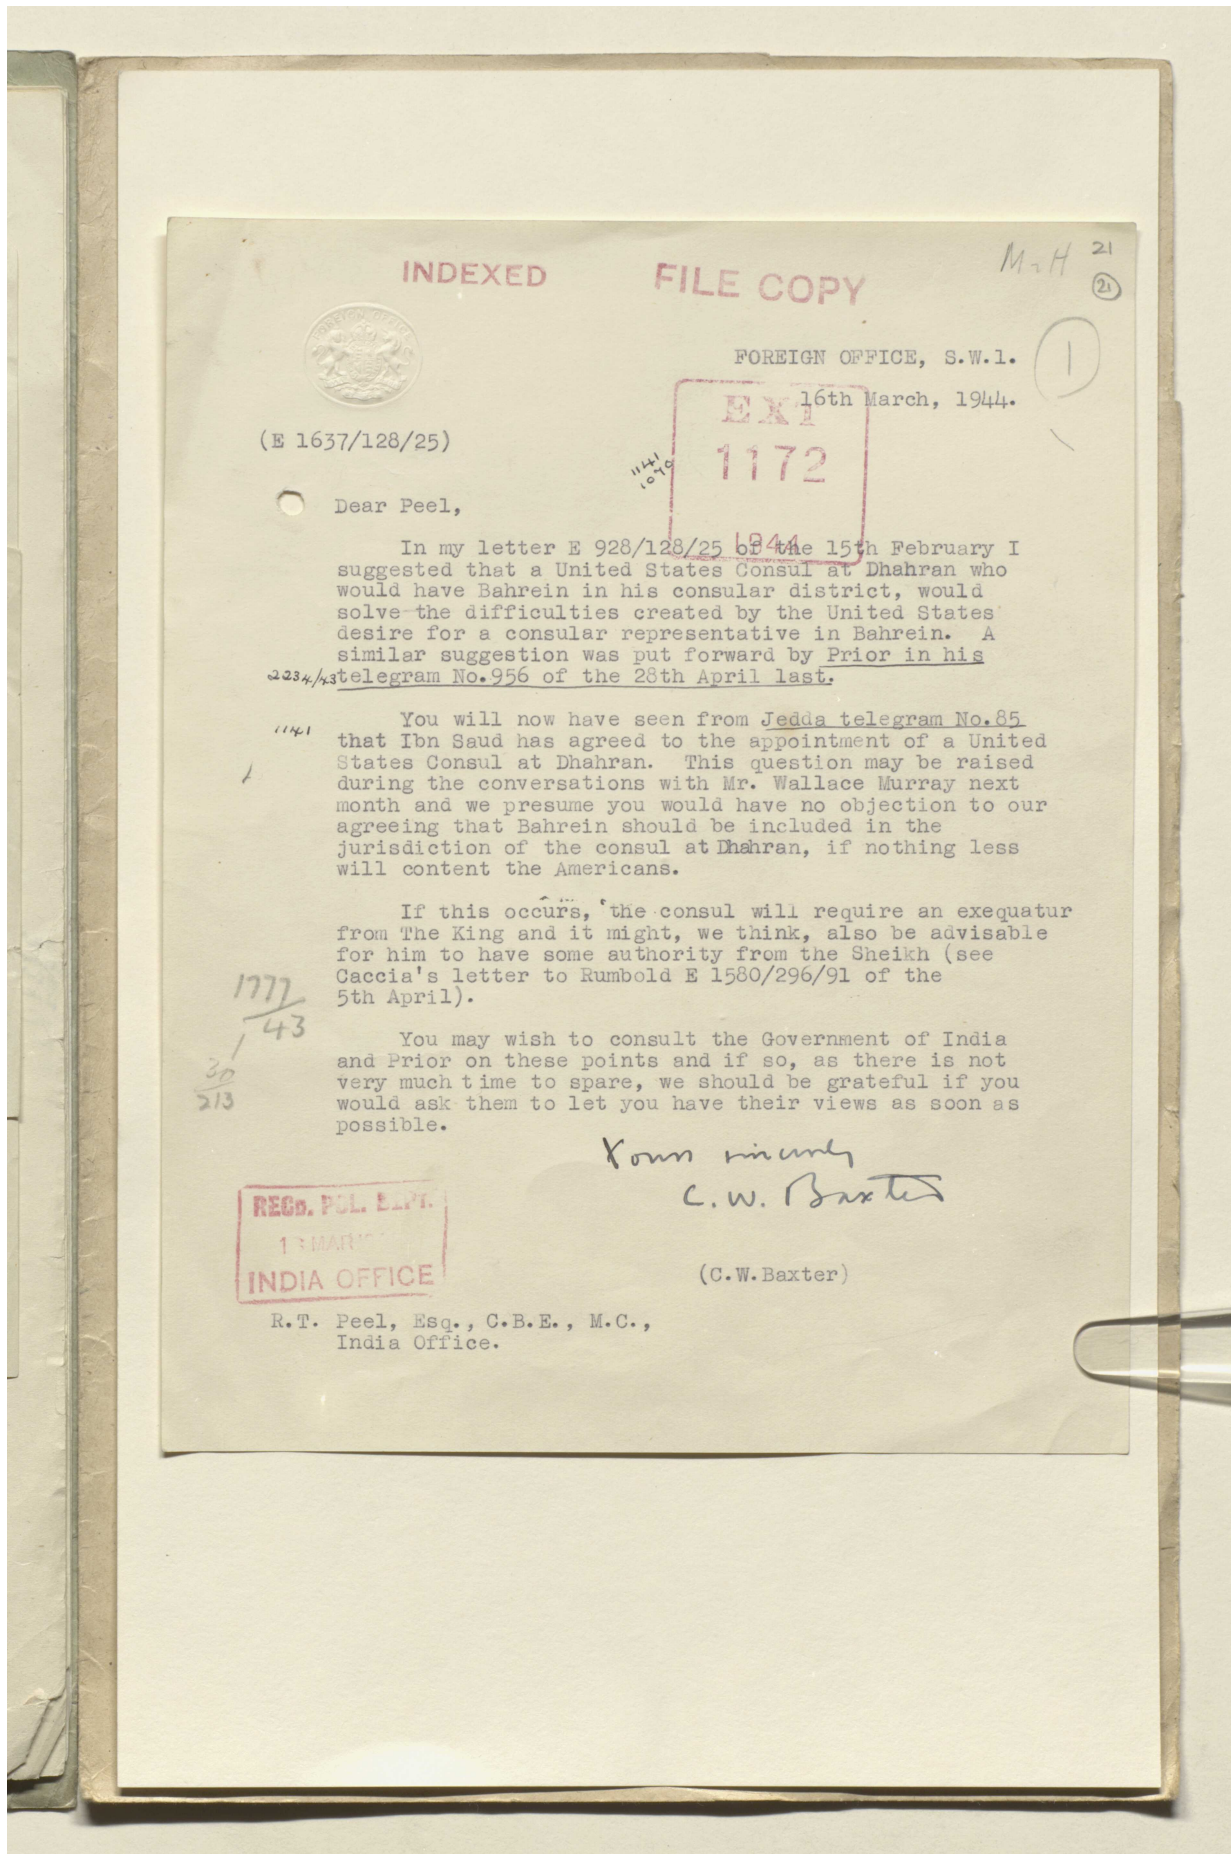 M-H 21
21
INDEXED FILE COPY
FOREIGN OFFICE
FOREIGN OFFICE, S.W.1.
1
16th March, 1944.
EXT
1172
1944
(E 1637/128/25)
1141
1070
Dear Peel,
In my letter E 928/128/25 of the 15th February I
suggested that a United States Consul at Dhahran who
would have Bahrein in his consular district, would
solve the difficulties created by the United States
desire for a consular representative in Bahrein. A
similar suggestion was put forward by Prior in his
2234/43 telegram No.956 of the 28th April last.
1141 You will now have seen from Jedda telegram No.85
that Ibn Saud has agreed to the appointment of a United
States Consul at Dhahran. This question may be raised
during the conversations with Mr. Wallace Murray next
month and we presume you would have no objection to our
agreeing that Bahrein should be included in the
jurisdiction of the consul at Dhahran, if nothing less
will content the Americans.
If this occurs, the consul will require an exequatur
from The King and it might, we think, also be advisable
for him to have some authority from the Sheikh (see
Caccia's letter to Rumbold E 1580/296/91 of the
5th April).
1777
43
30
213
You may wish to consult the Government of India
and Prior on these points and if so, as there is not
very much time to spare, we should be grateful if you
would ask them to let you have their views as soon as
possible.
Yours sincerely
C. W. Baxter
RECD. POL. DEPT.
MAR
INDIA OFFICE
(C.W.Baxter)
R.T. Peel, Esq., C.B.E., M.C.,
India Office.